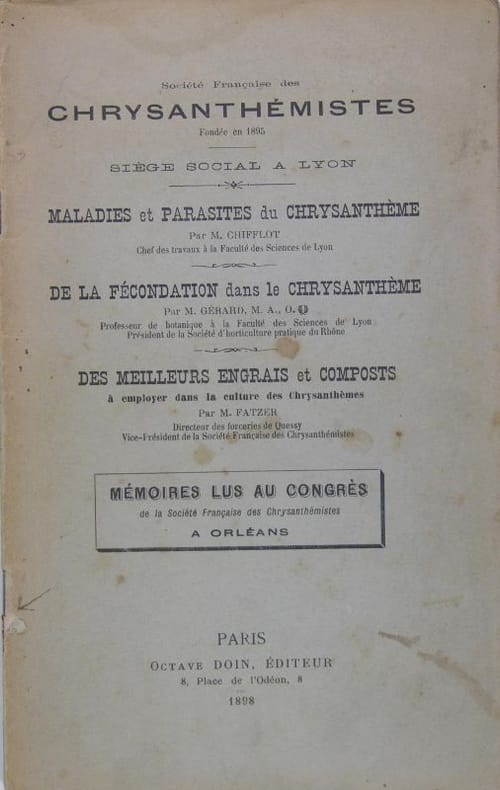 Société Française des
CHRYSANTHÉMISTES
Fondée en 1895
SIÈGE SOCIAL A LYON
MALADIES et PARASITES du CHRYSANTHÈME
Par M. CHIFFLOT
Chef des travaux à la Faculté des Sciences de Lyon
DE LA FÉCONDATION dans le CHRYSANTHÈME
Par M. GÉRARD, M. A., O.
Professeur de botanique à la Faculté des Sciences de Lyon
Président de la Société d'horticulture pratique du Rhône
DES MEILLEURS ENGRAIS et COMPOSTS
à employer dans la culture des Chrysanthèmes
Par M. FATZER
Directeur des forceries de Quessy
Vice-Président de la Société Française des Chrysanthémistes
MÉMOIRES LUS AU CONGRÈS
de la Société Française des Chrysanthémistes
A ORLÉANS
PARIS
OCTAVE DOIN, ÉDITEUR
8, Place de l'Odéon, 8
1898